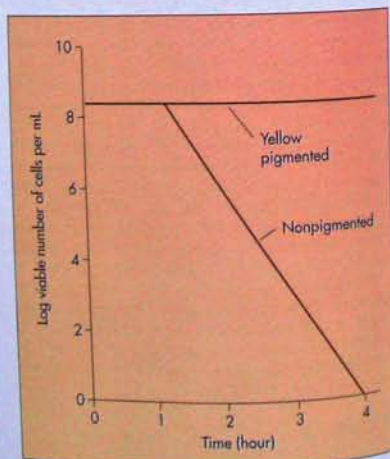 10
8
6
4
2
0
Log viable number of cells per ml.
Yellow
pigmented
Nonpigmented
0 1 2 3 4
Time (hour)